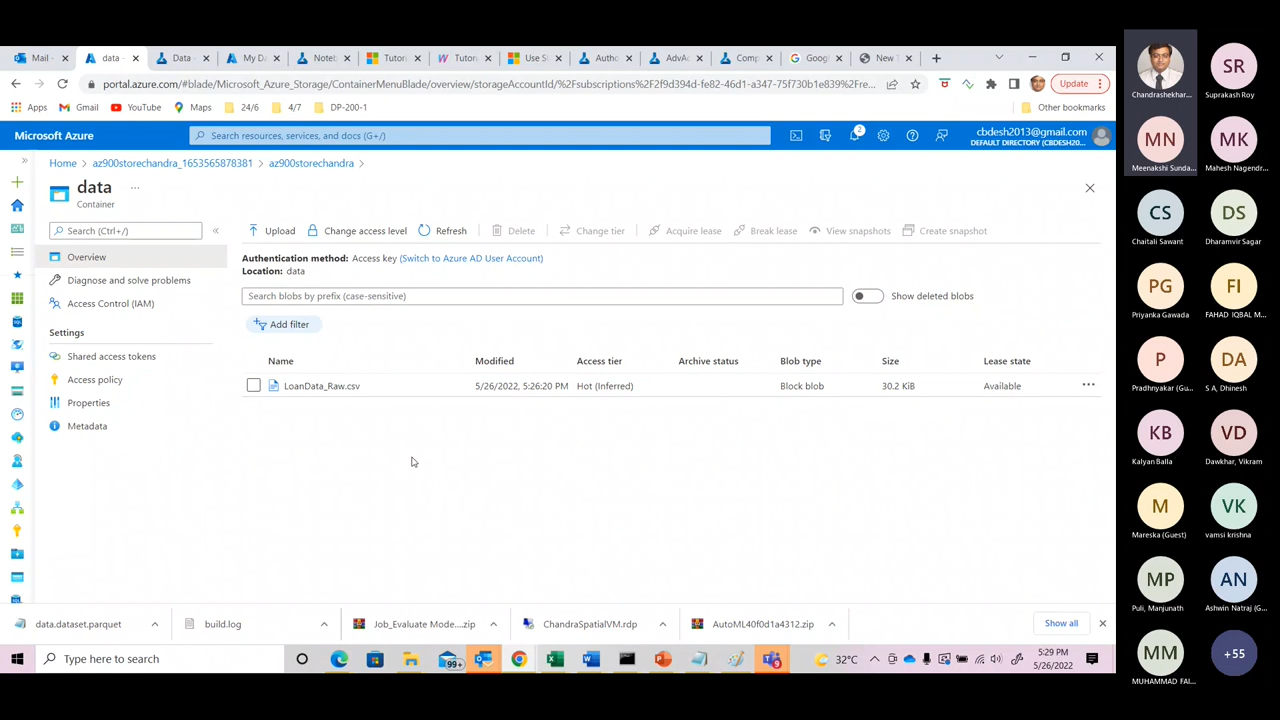 Mail -
data -
Data
My Da
Noteb
Tutori
Tutori
Use S
Autho
AdvAc
Comp
Googl
New T
portal.azure.com/#blade/Microsoft_Azure_Storage/ContainerMenuBlade/overview/storageAccountId/%2Fsubscriptions%2F2f9d394d-fe82-46d1-a347-75f730b1e839%2Fre...
Update
Apps
Gmail
YouTube
Maps
24/6
4/7
DP-200-1
Other bookmarks
Microsoft Azure
Search resources, services, and docs (G+/)
2
cbdesh2013@gmail.com
DEFAULT DIRECTORY (CBDESH20...
Home > az900storechandra_1653565878381 > az900storechandra >
data ...
Container
Search (Ctrl+/)
Upload
Change access level
Refresh
Delete
Change tier
Acquire lease
Break lease
View snapshots
Create snapshot
Overview
Diagnose and solve problems
Access Control (IAM)
Settings
Shared access tokens
Access policy
Properties
Metadata
Authentication method: Access key (Switch to Azure AD User Account)
Location: data
Search blobs by prefix (case-sensitive)
Show deleted blobs
Add filter
Name Modified Access tier Archive status Blob type Size Lease state
LoanData_Raw.csv 5/26/2022, 5:26:20 PM Hot (Inferred) Block blob 30.2 KiB Available
data.dataset.parquet
build.log
Job_Evaluate Mode....zip
ChandraSpatialVM.rdp
AutoML40f0d1a4312.zip
Show all
Type here to search
99+
9
32°C
5:29 PM
5/26/2022
Chandrashekhar...
SR
Suprakash Roy
MN
Meenakshi Sunda...
MK
Mahesh Nagendr...
CS
Chaitali Sawant
DS
Dharamvir Sagar
PG
Priyanka Gawada
FI
FAHAD IQBAL M...
P
Pradhnyakar (Gu...
DA
S A, Dhinesh
KB
Kalyan Balla
VD
Dawkhar, Vikram
M
Mareska (Guest)
VK
vamsi krishna
MP
Puli, Manjunath
AN
Ashwin Natraj (G...
MM
MUHAMMAD FAI...
+55